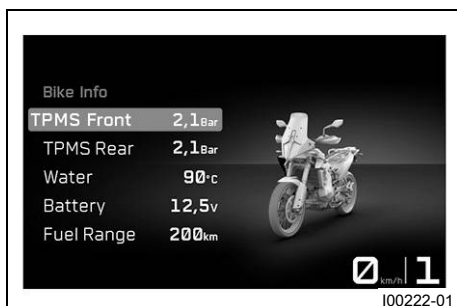 Bike Info
TPMS Front 2,1Bar
TPMS Rear 2,1Bar
Water 90°c
Battery 12,5v
Fuel Range 200km
0 km/h 1
I00222-01